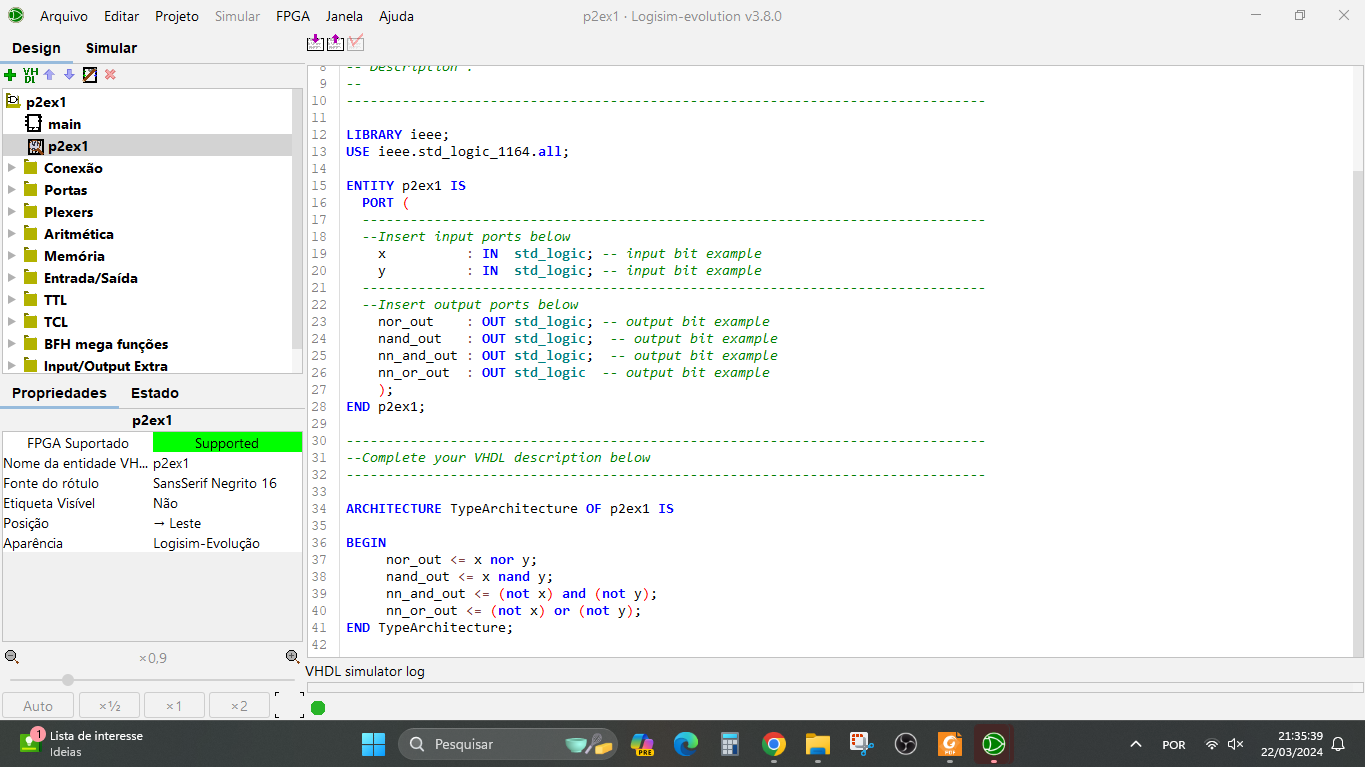 Arquivo Editar Projeto Simular FPGA Janela Ajuda p2ex1 · Logisim-evolution v3.8.0
Design Simular
VH
DL
p2ex1
main
p2ex1
Conexão
Portas
Plexers
Aritmética
Memória
Entrada/Saída
TTL
TCL
BFH mega funções
Input/Output Extra
Propriedades Estado
p2ex1
FPGA Suportado Supported
Nome da entidade VH... p2ex1
Fonte do rótulo SansSerif Negrito 16
Etiqueta Visível Não
Posição → Leste
Aparência Logisim-Evolução
×0,9
Auto ×½ ×1 ×2
8 -- Description :
9 --
10 --------------------------------------------------------------------------------
11
12 LIBRARY ieee;
13 USE ieee.std_logic_1164.all;
14
15 ENTITY p2ex1 IS
16 PORT (
17 ------------------------------------------------------------------------------
18 --Insert input ports below
19 x : IN std_logic; -- input bit example
20 y : IN std_logic; -- input bit example
21 ------------------------------------------------------------------------------
22 --Insert output ports below
23 nor_out : OUT std_logic; -- output bit example
24 nand_out : OUT std_logic; -- output bit example
25 nn_and_out : OUT std_logic; -- output bit example
26 nn_or_out : OUT std_logic -- output bit example
27 );
28 END p2ex1;
29
30 --------------------------------------------------------------------------------
31 --Complete your VHDL description below
32 --------------------------------------------------------------------------------
33
34 ARCHITECTURE TypeArchitecture OF p2ex1 IS
35
36 BEGIN
37 nor_out <= x nor y;
38 nand_out <= x nand y;
39 nn_and_out <= (not x) and (not y);
40 nn_or_out <= (not x) or (not y);
41 END TypeArchitecture;
42
VHDL simulator log
1
Lista de interesse
Ideias
Pesquisar
PRE
POR
21:35:39
22/03/2024